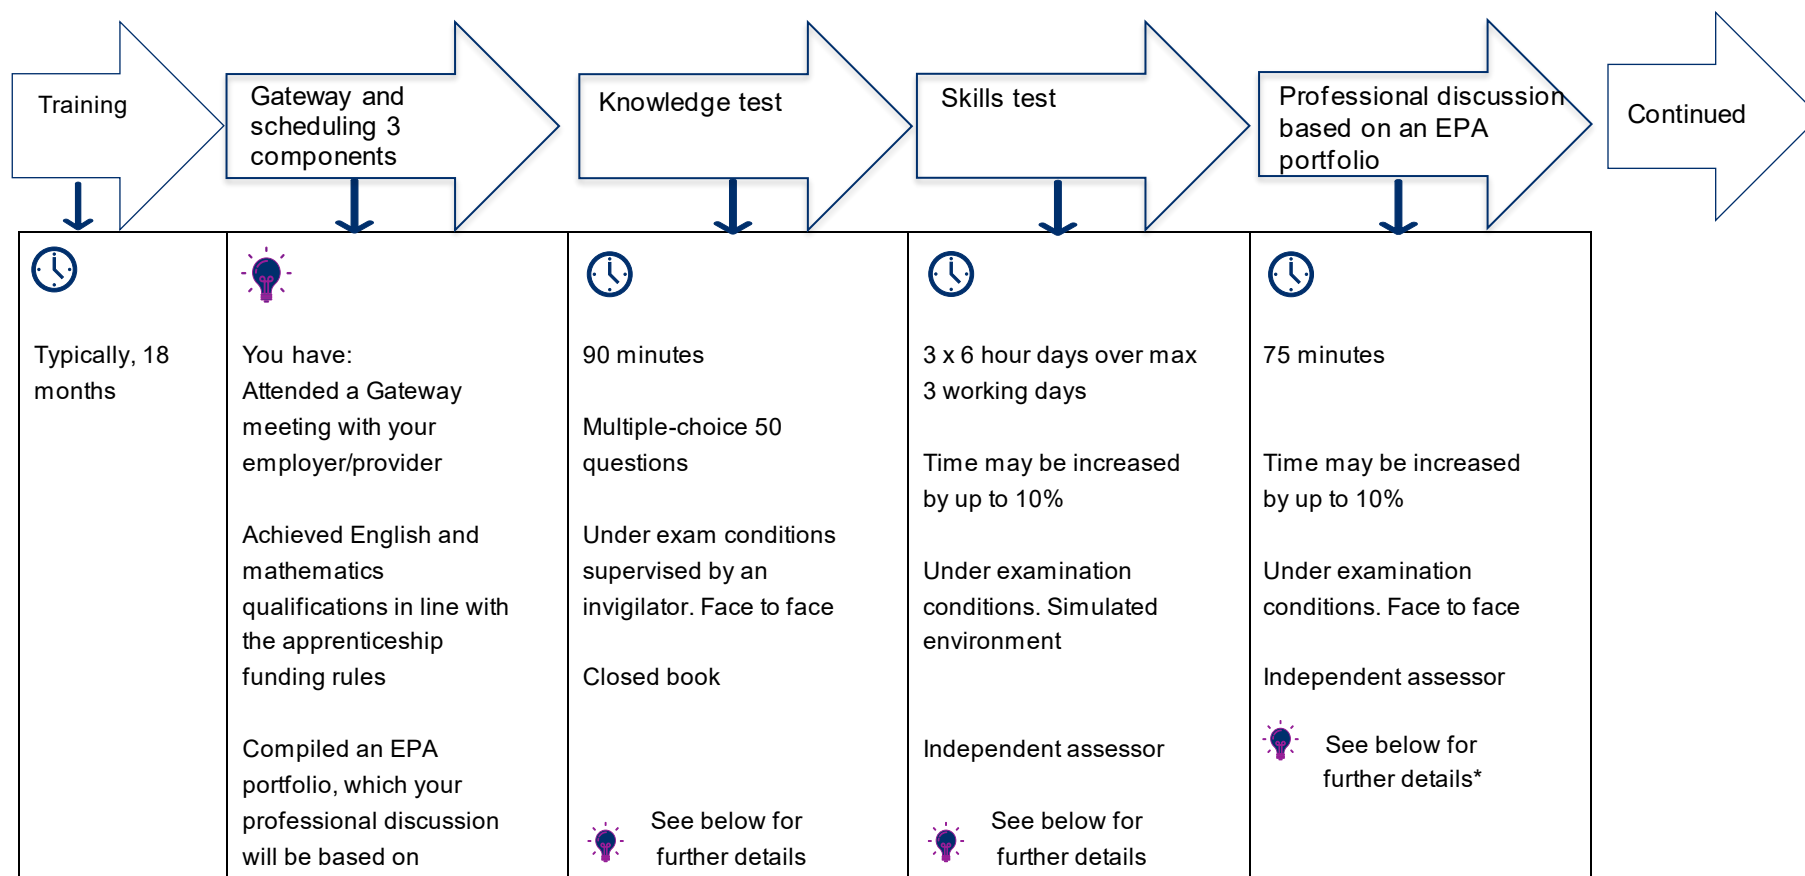 Training
Gateway and
scheduling 3
components
Knowledge test
Skills test
Professional discussion
based on an EPA
portfolio
Continued
Typically, 18
months
You have:
Attended a Gateway
meeting with your
employer/provider
Achieved English and
mathematics
qualifications in line with
the apprenticeship
funding rules
Compiled an EPA
portfolio, which your
professional discussion
will be based on
90 minutes
Multiple-choice 50
questions
Under exam conditions
supervised by an
invigilator. Face to face
Closed book
See below for
further details
3 x 6 hour days over max
3 working days
Time may be increased
by up to 10%
Under examination
conditions. Simulated
environment
Independent assessor
See below for
further details
75 minutes
Time may be increased
by up to 10%
Under examination
conditions. Face to face
Independent assessor
See below for
further details*